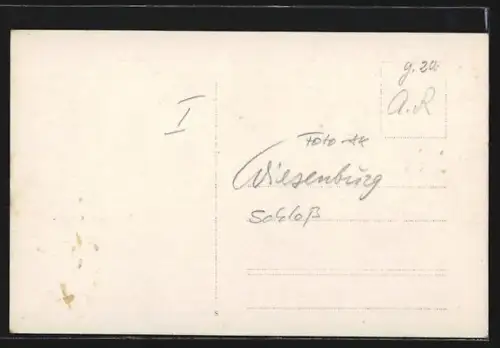 g. 20.
A.R
I
Foto AK
Wiesenburg
Schloß
s